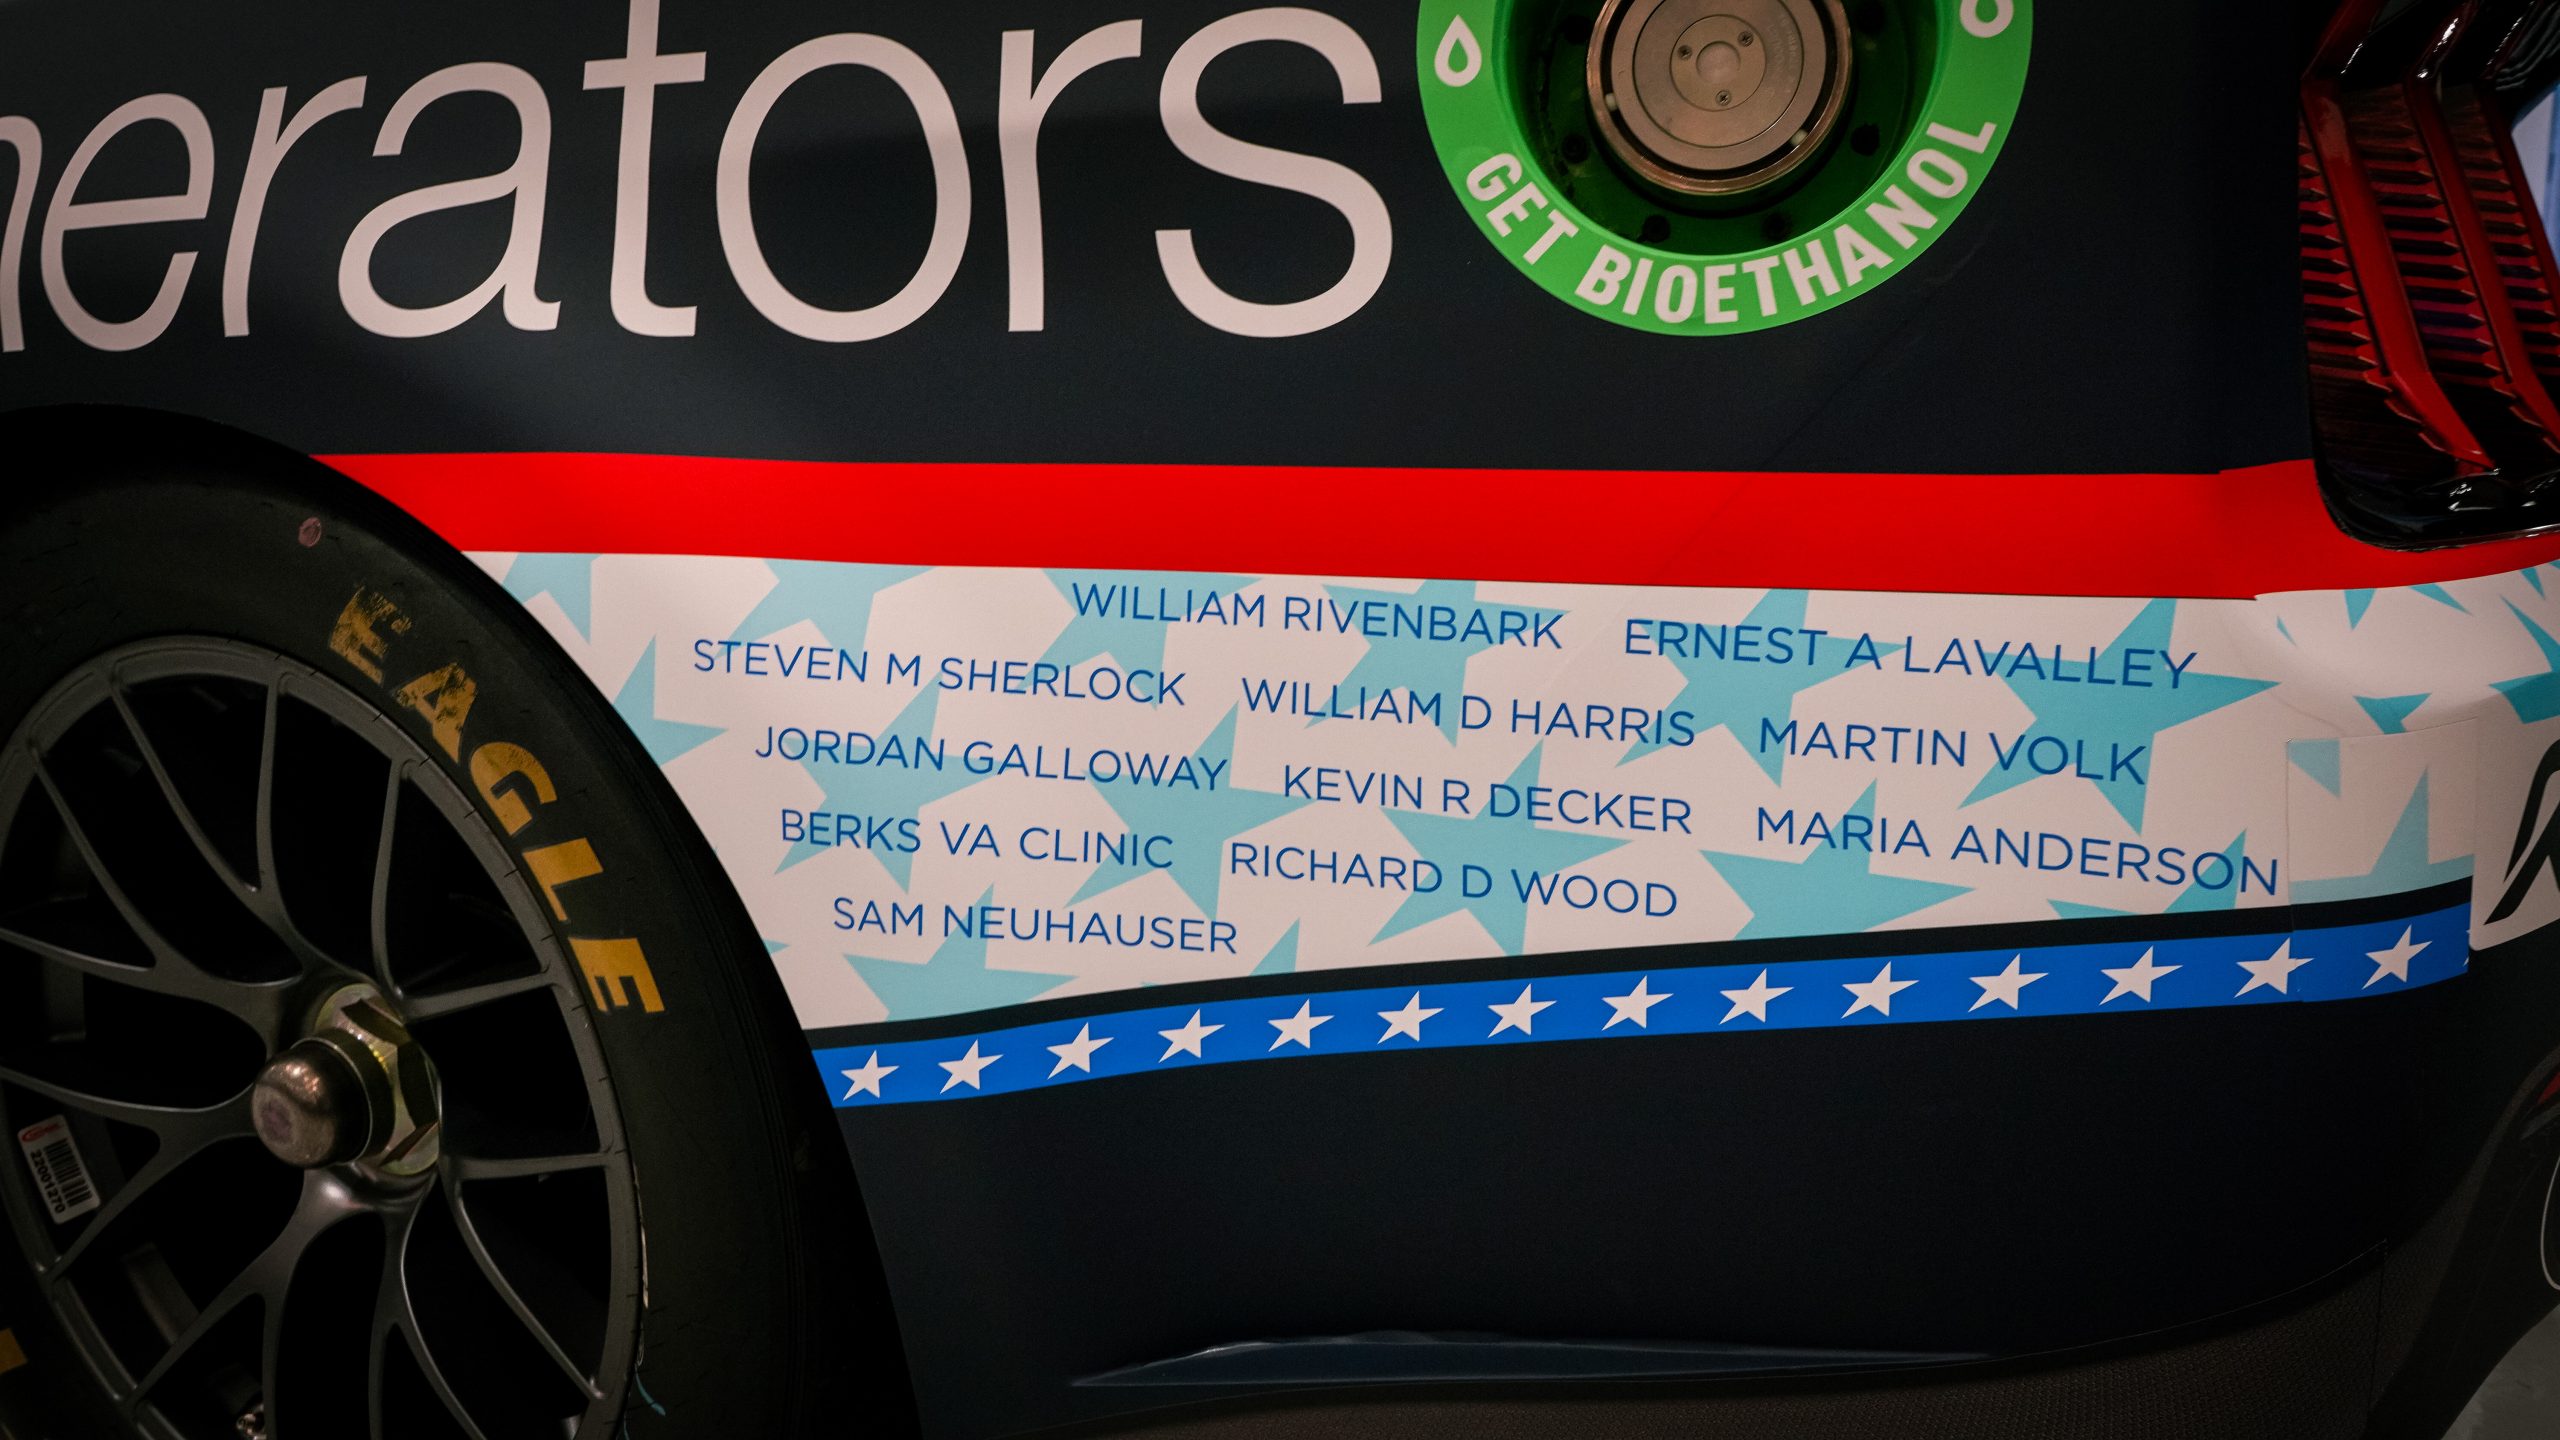 nerators
GET BIOETHANOL
EAGLE
WILLIAM RIVENBARK ERNEST A LAVALLEY
STEVEN M SHERLOCK WILLIAM D HARRIS MARTIN VOLK
JORDAN GALLOWAY KEVIN R DECKER MARIA ANDERSON
BERKS VA CLINIC RICHARD D WOOD
SAM NEUHAUSER
22001270